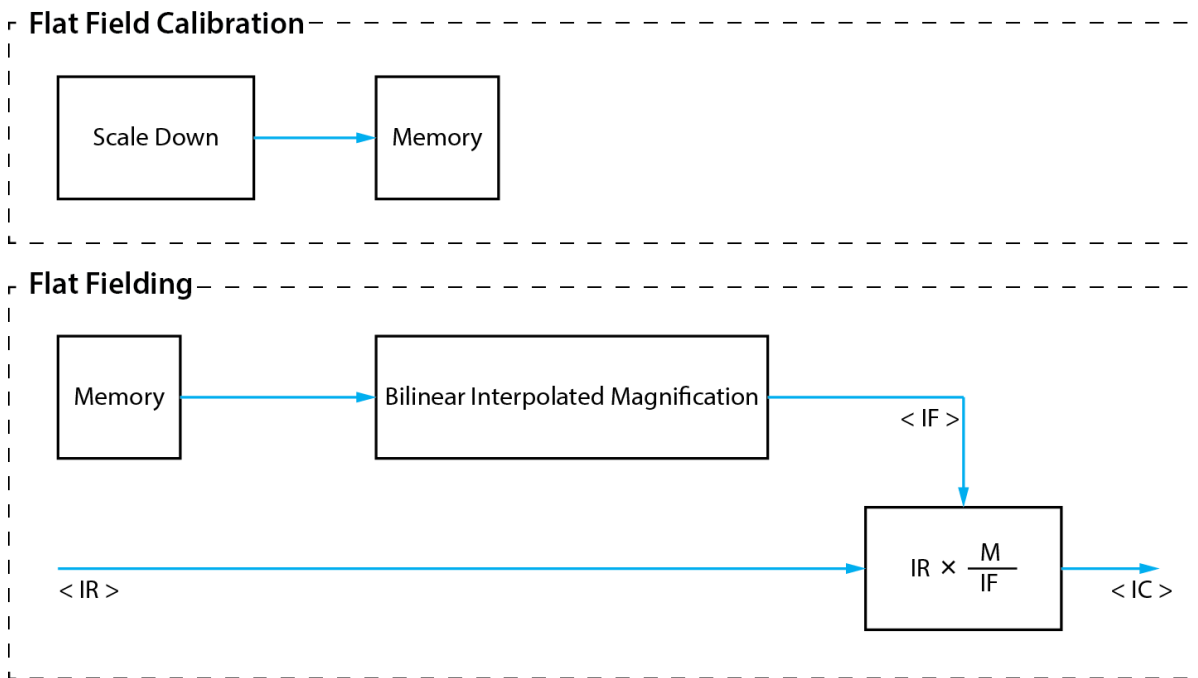 Flat Field Calibration
Scale Down
Memory
Flat Fielding
Memory
Bilinear Interpolated Magnification
< IF >
IR × M
IF
< IR >
< IC >